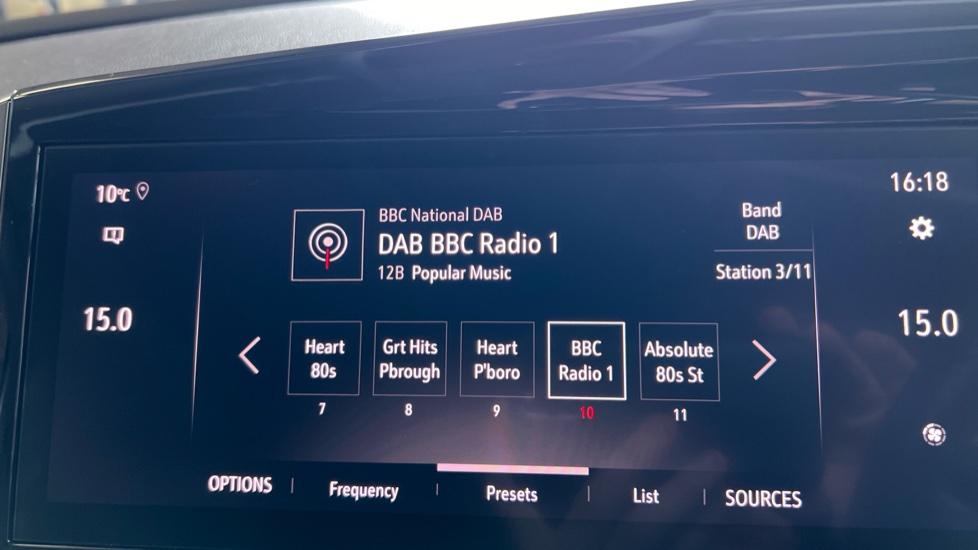 10°C
16:18
BBC National DAB
DAB BBC Radio 1
12B Popular Music
Band
DAB
Station 3/11
15.0
15.0
Heart
80s
7
Grt Hits
Pbrough
8
Heart
P'boro
9
BBC
Radio 1
10
Absolute
80s St
11
OPTIONS
Frequency
Presets
List
SOURCES